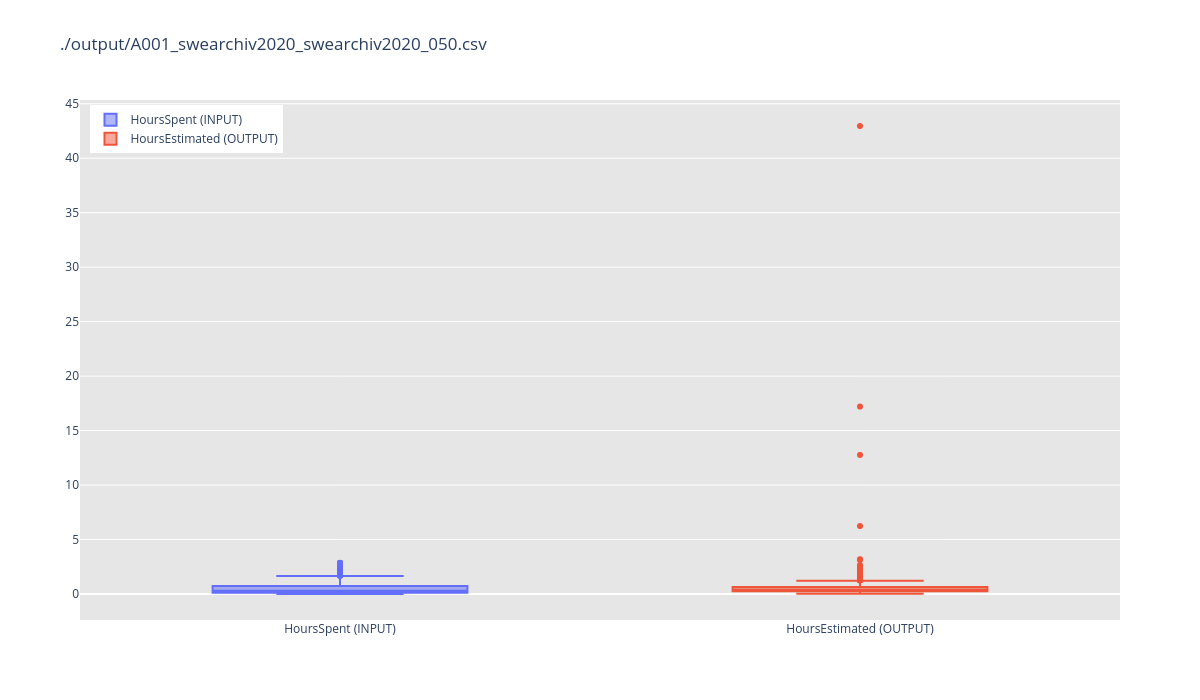 ./output/A001_swearchiv2020_swearchiv2020_050.csv
HoursSpent (INPUT)
HoursEstimated (OUTPUT)
45
40
35
30
25
20
15
10
5
0
HoursSpent (INPUT)
HoursEstimated (OUTPUT)